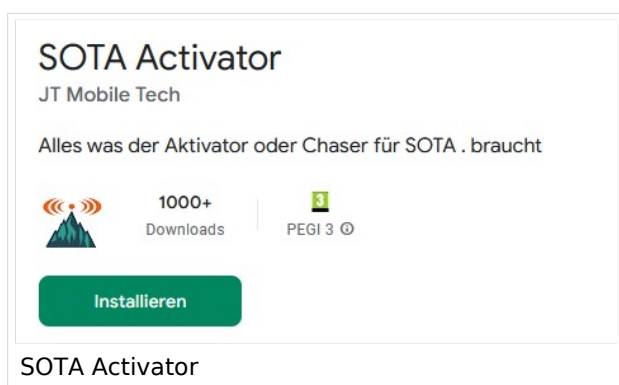 SOTA Activator
JT Mobile Tech
Alles was der Aktivator oder Chaser für SOTA . braucht
1000+
Downloads
3
PEGI 3 ⓘ
Installieren
SOTA Activator